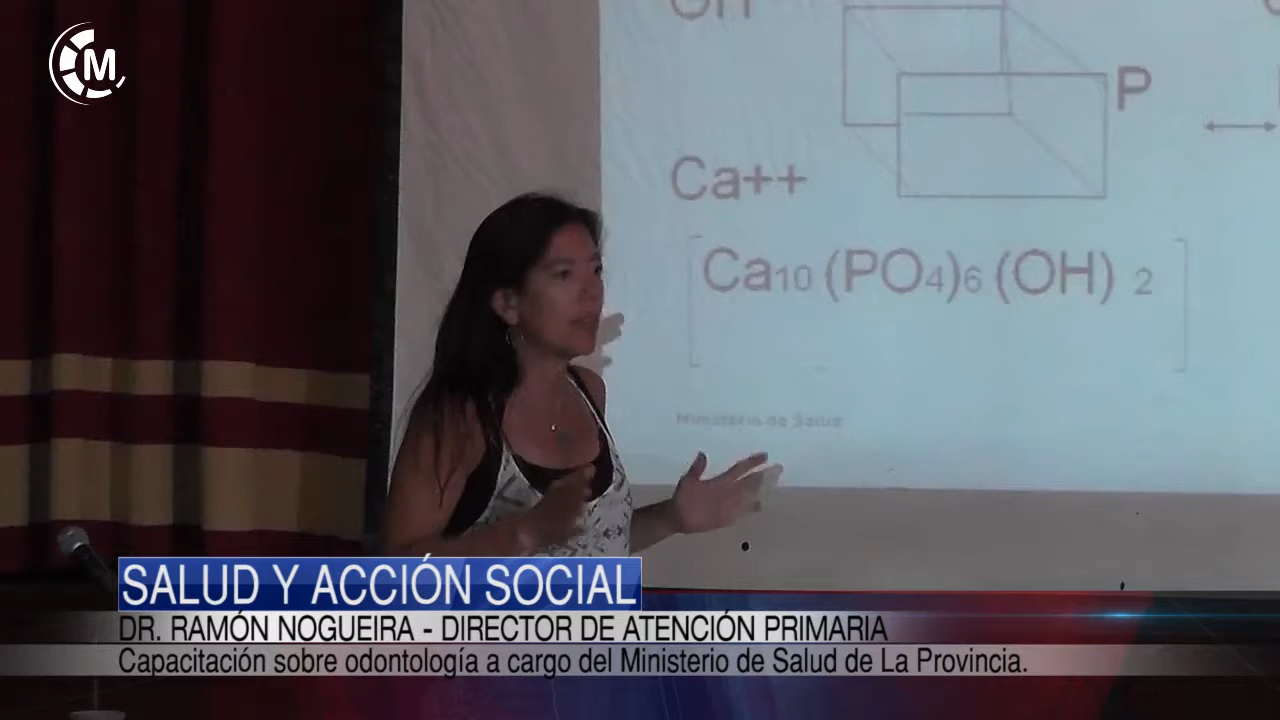 M
OH
P
Ca++
Ca10 (PO4)6 (OH) 2
Ministerio de Salud
SALUD Y ACCIÓN SOCIAL
DR. RAMÓN NOGUEIRA - DIRECTOR DE ATENCIÓN PRIMARIA
Capacitación sobre odontología a cargo del Ministerio de Salud de La Provincia.